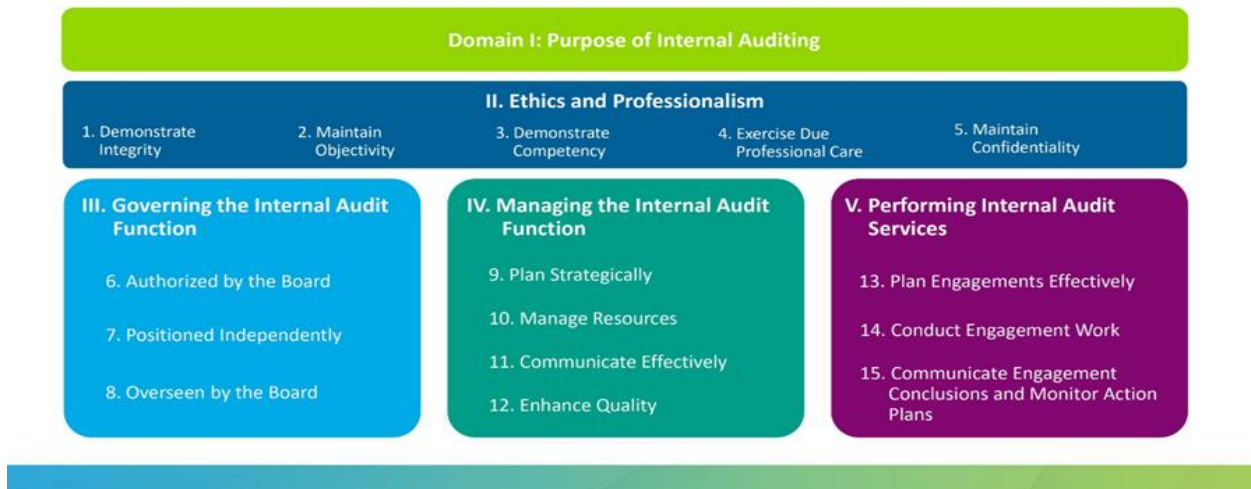 Domain I: Purpose of Internal Auditing
II. Ethics and Professionalism
1. Demonstrate
Integrity
2. Maintain
Objectivity
3. Demonstrate
Competency
4. Exercise Due
Professional Care
5. Maintain
Confidentiality
III. Governing the Internal Audit
Function
6. Authorized by the Board
7. Positioned Independently
8. Overseen by the Board
IV. Managing the Internal Audit
Function
9. Plan Strategically
10. Manage Resources
11. Communicate Effectively
12. Enhance Quality
V. Performing Internal Audit
Services
13. Plan Engagements Effectively
14. Conduct Engagement Work
15. Communicate Engagement
Conclusions and Monitor Action
Plans